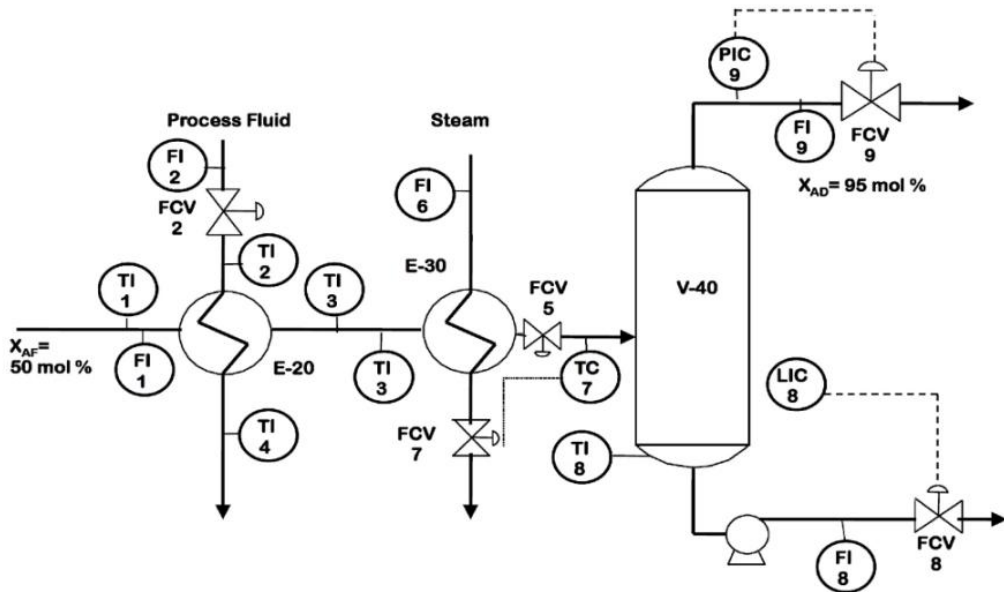 PIC
9
FI
9
FCV
9
X_AD= 95 mol %
Process Fluid
Steam
FI
2
FCV
2
TI
2
FI
6
E-30
FCV
5
V-40
TI
1
X_AF=
50 mol %
FI
1
E-20
TI
3
TI
3
TC
7
LIC
8
TI
4
FCV
7
TI
8
FI
8
FCV
8